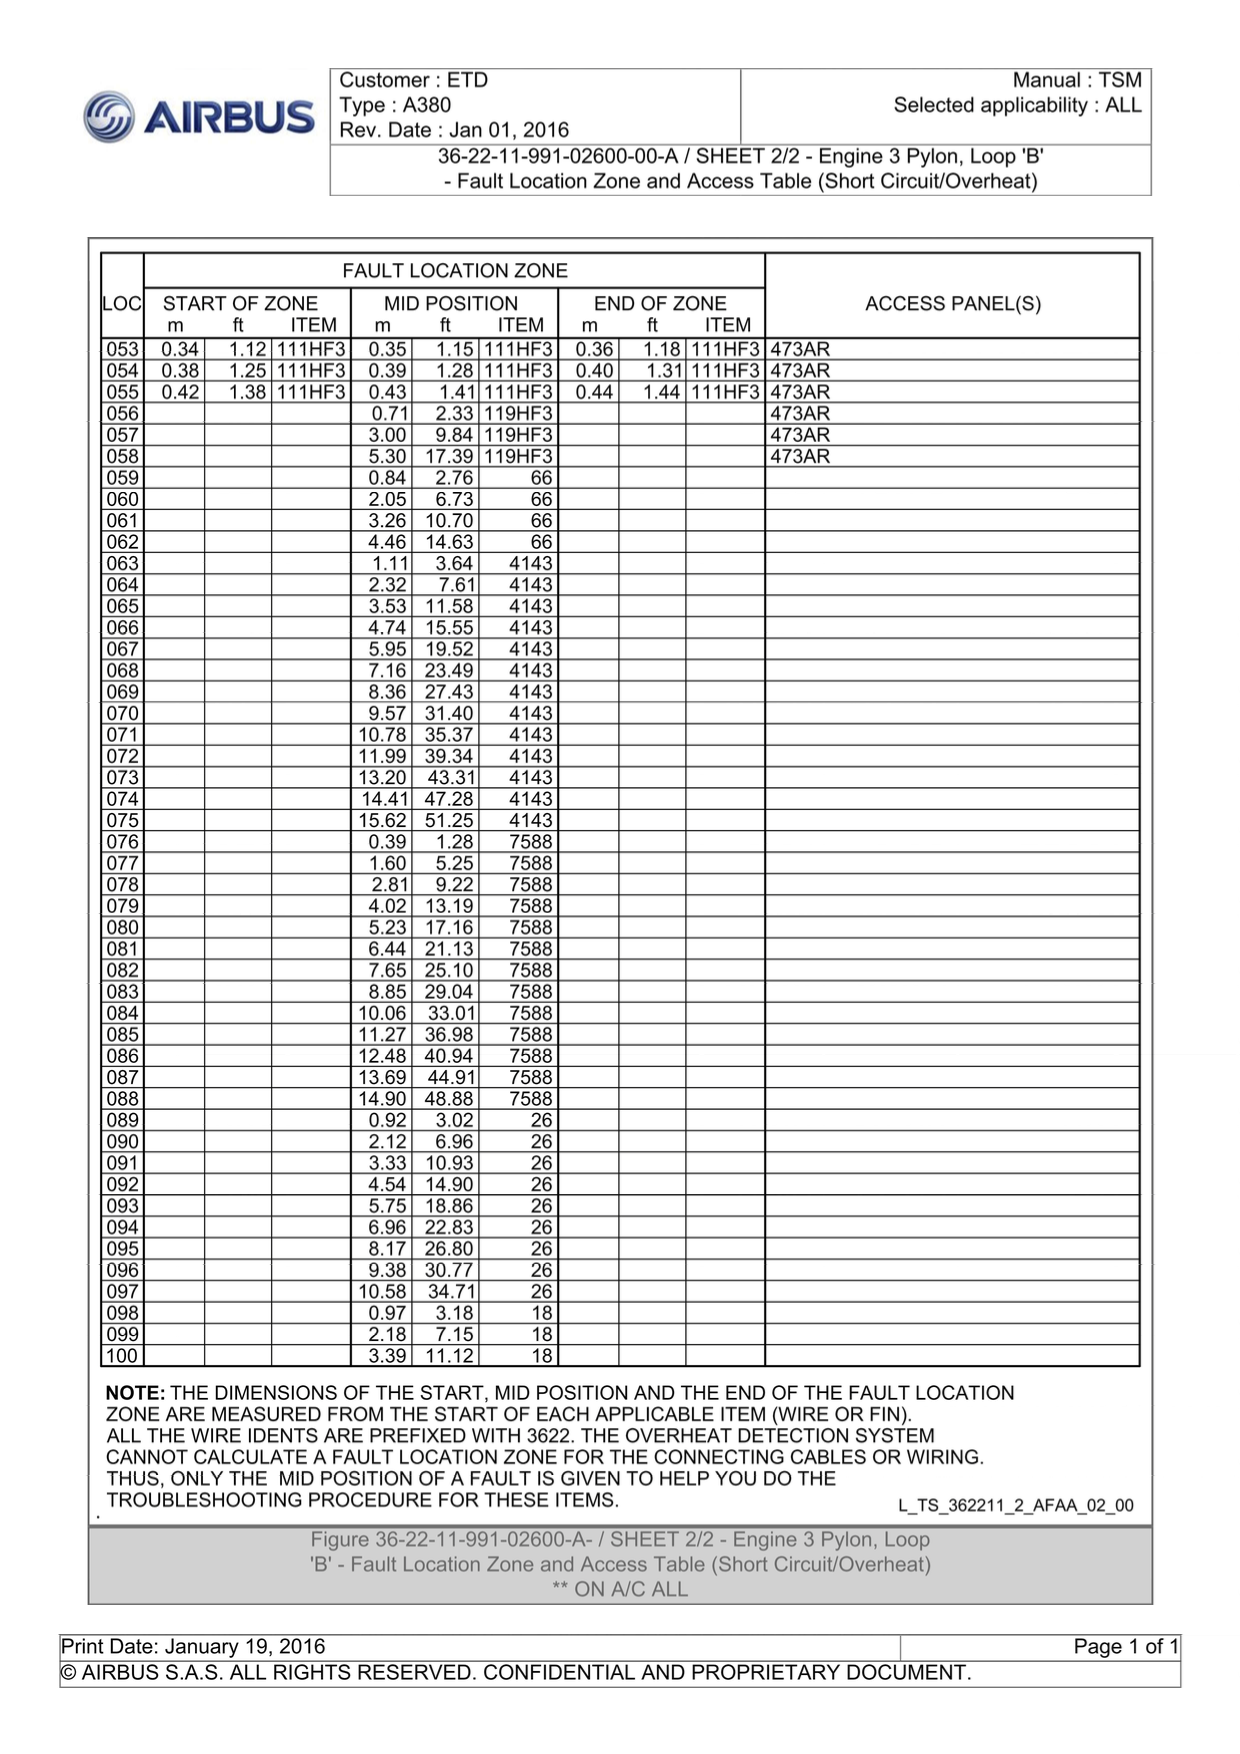 AIRBUS
Customer : ETD
Type : A380
Rev. Date : Jan 01, 2016
Manual : TSM
Selected applicability : ALL
36-22-11-991-02600-00-A / SHEET 2/2 - Engine 3 Pylon, Loop 'B'
- Fault Location Zone and Access Table (Short Circuit/Overheat)
FAULT LOCATION ZONE
LOC START OF ZONE MID POSITION END OF ZONE ACCESS PANEL(S)
m ft ITEM m ft ITEM m ft ITEM
053 0.34 1.12 111HF3 0.35 1.15 111HF3 0.36 1.18 111HF3 473AR
054 0.38 1.25 111HF3 0.39 1.28 111HF3 0.40 1.31 111HF3 473AR
055 0.42 1.38 111HF3 0.43 1.41 111HF3 0.44 1.44 111HF3 473AR
056 0.71 2.33 119HF3 473AR
057 3.00 9.84 119HF3 473AR
058 5.30 17.39 119HF3 473AR
059 0.84 2.76 66
060 2.05 6.73 66
061 3.26 10.70 66
062 4.46 14.63 66
063 1.11 3.64 4143
064 2.32 7.61 4143
065 3.53 11.58 4143
066 4.74 15.55 4143
067 5.95 19.52 4143
068 7.16 23.49 4143
069 8.36 27.43 4143
070 9.57 31.40 4143
071 10.78 35.37 4143
072 11.99 39.34 4143
073 13.20 43.31 4143
074 14.41 47.28 4143
075 15.62 51.25 4143
076 0.39 1.28 7588
077 1.60 5.25 7588
078 2.81 9.22 7588
079 4.02 13.19 7588
080 5.23 17.16 7588
081 6.44 21.13 7588
082 7.65 25.10 7588
083 8.85 29.04 7588
084 10.06 33.01 7588
085 11.27 36.98 7588
086 12.48 40.94 7588
087 13.69 44.91 7588
088 14.90 48.88 7588
089 0.92 3.02 26
090 2.12 6.96 26
091 3.33 10.93 26
092 4.54 14.90 26
093 5.75 18.86 26
094 6.96 22.83 26
095 8.17 26.80 26
096 9.38 30.77 26
097 10.58 34.71 26
098 0.97 3.18 18
099 2.18 7.15 18
100 3.39 11.12 18
NOTE: THE DIMENSIONS OF THE START, MID POSITION AND THE END OF THE FAULT LOCATION
ZONE ARE MEASURED FROM THE START OF EACH APPLICABLE ITEM (WIRE OR FIN).
ALL THE WIRE IDENTS ARE PREFIXED WITH 3622. THE OVERHEAT DETECTION SYSTEM
CANNOT CALCULATE A FAULT LOCATION ZONE FOR THE CONNECTING CABLES OR WIRING.
THUS, ONLY THE MID POSITION OF A FAULT IS GIVEN TO HELP YOU DO THE
TROUBLESHOOTING PROCEDURE FOR THESE ITEMS.
L_TS_362211_2_AFAA_02_00
Figure 36-22-11-991-02600-A- / SHEET 2/2 - Engine 3 Pylon, Loop
'B' - Fault Location Zone and Access Table (Short Circuit/Overheat)
** ON A/C ALL
Print Date: January 19, 2016
Page 1 of 1
© AIRBUS S.A.S. ALL RIGHTS RESERVED. CONFIDENTIAL AND PROPRIETARY DOCUMENT.